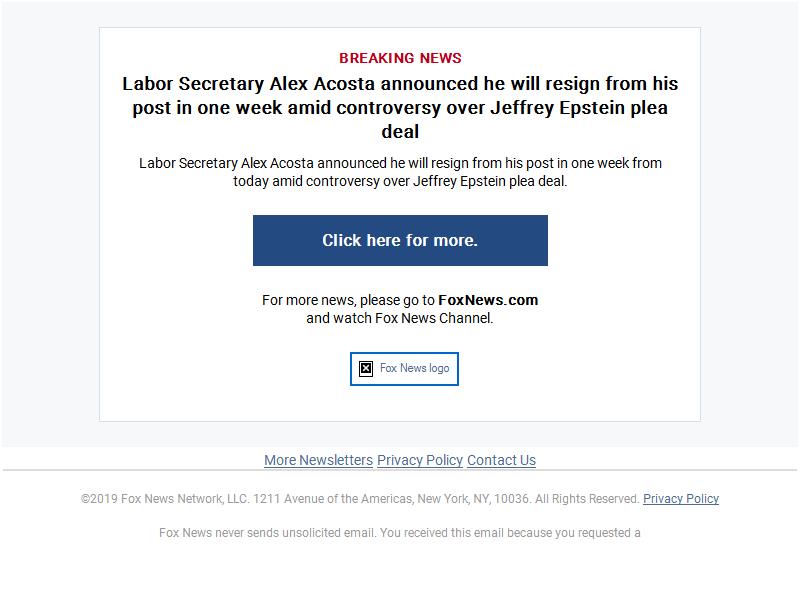 BREAKING NEWS
Labor Secretary Alex Acosta announced he will resign from his
post in one week amid controversy over Jeffrey Epstein plea
deal
Labor Secretary Alex Acosta announced he will resign from his post in one week from
today amid controversy over Jeffrey Epstein plea deal.
Click here for more.
For more news, please go to FoxNews.com
and watch Fox News Channel.
Fox News logo
More Newsletters Privacy Policy Contact Us
©2019 Fox News Network, LLC. 1211 Avenue of the Americas, New York, NY, 10036. All Rights Reserved. Privacy Policy
Fox News never sends unsolicited email. You received this email because you requested a